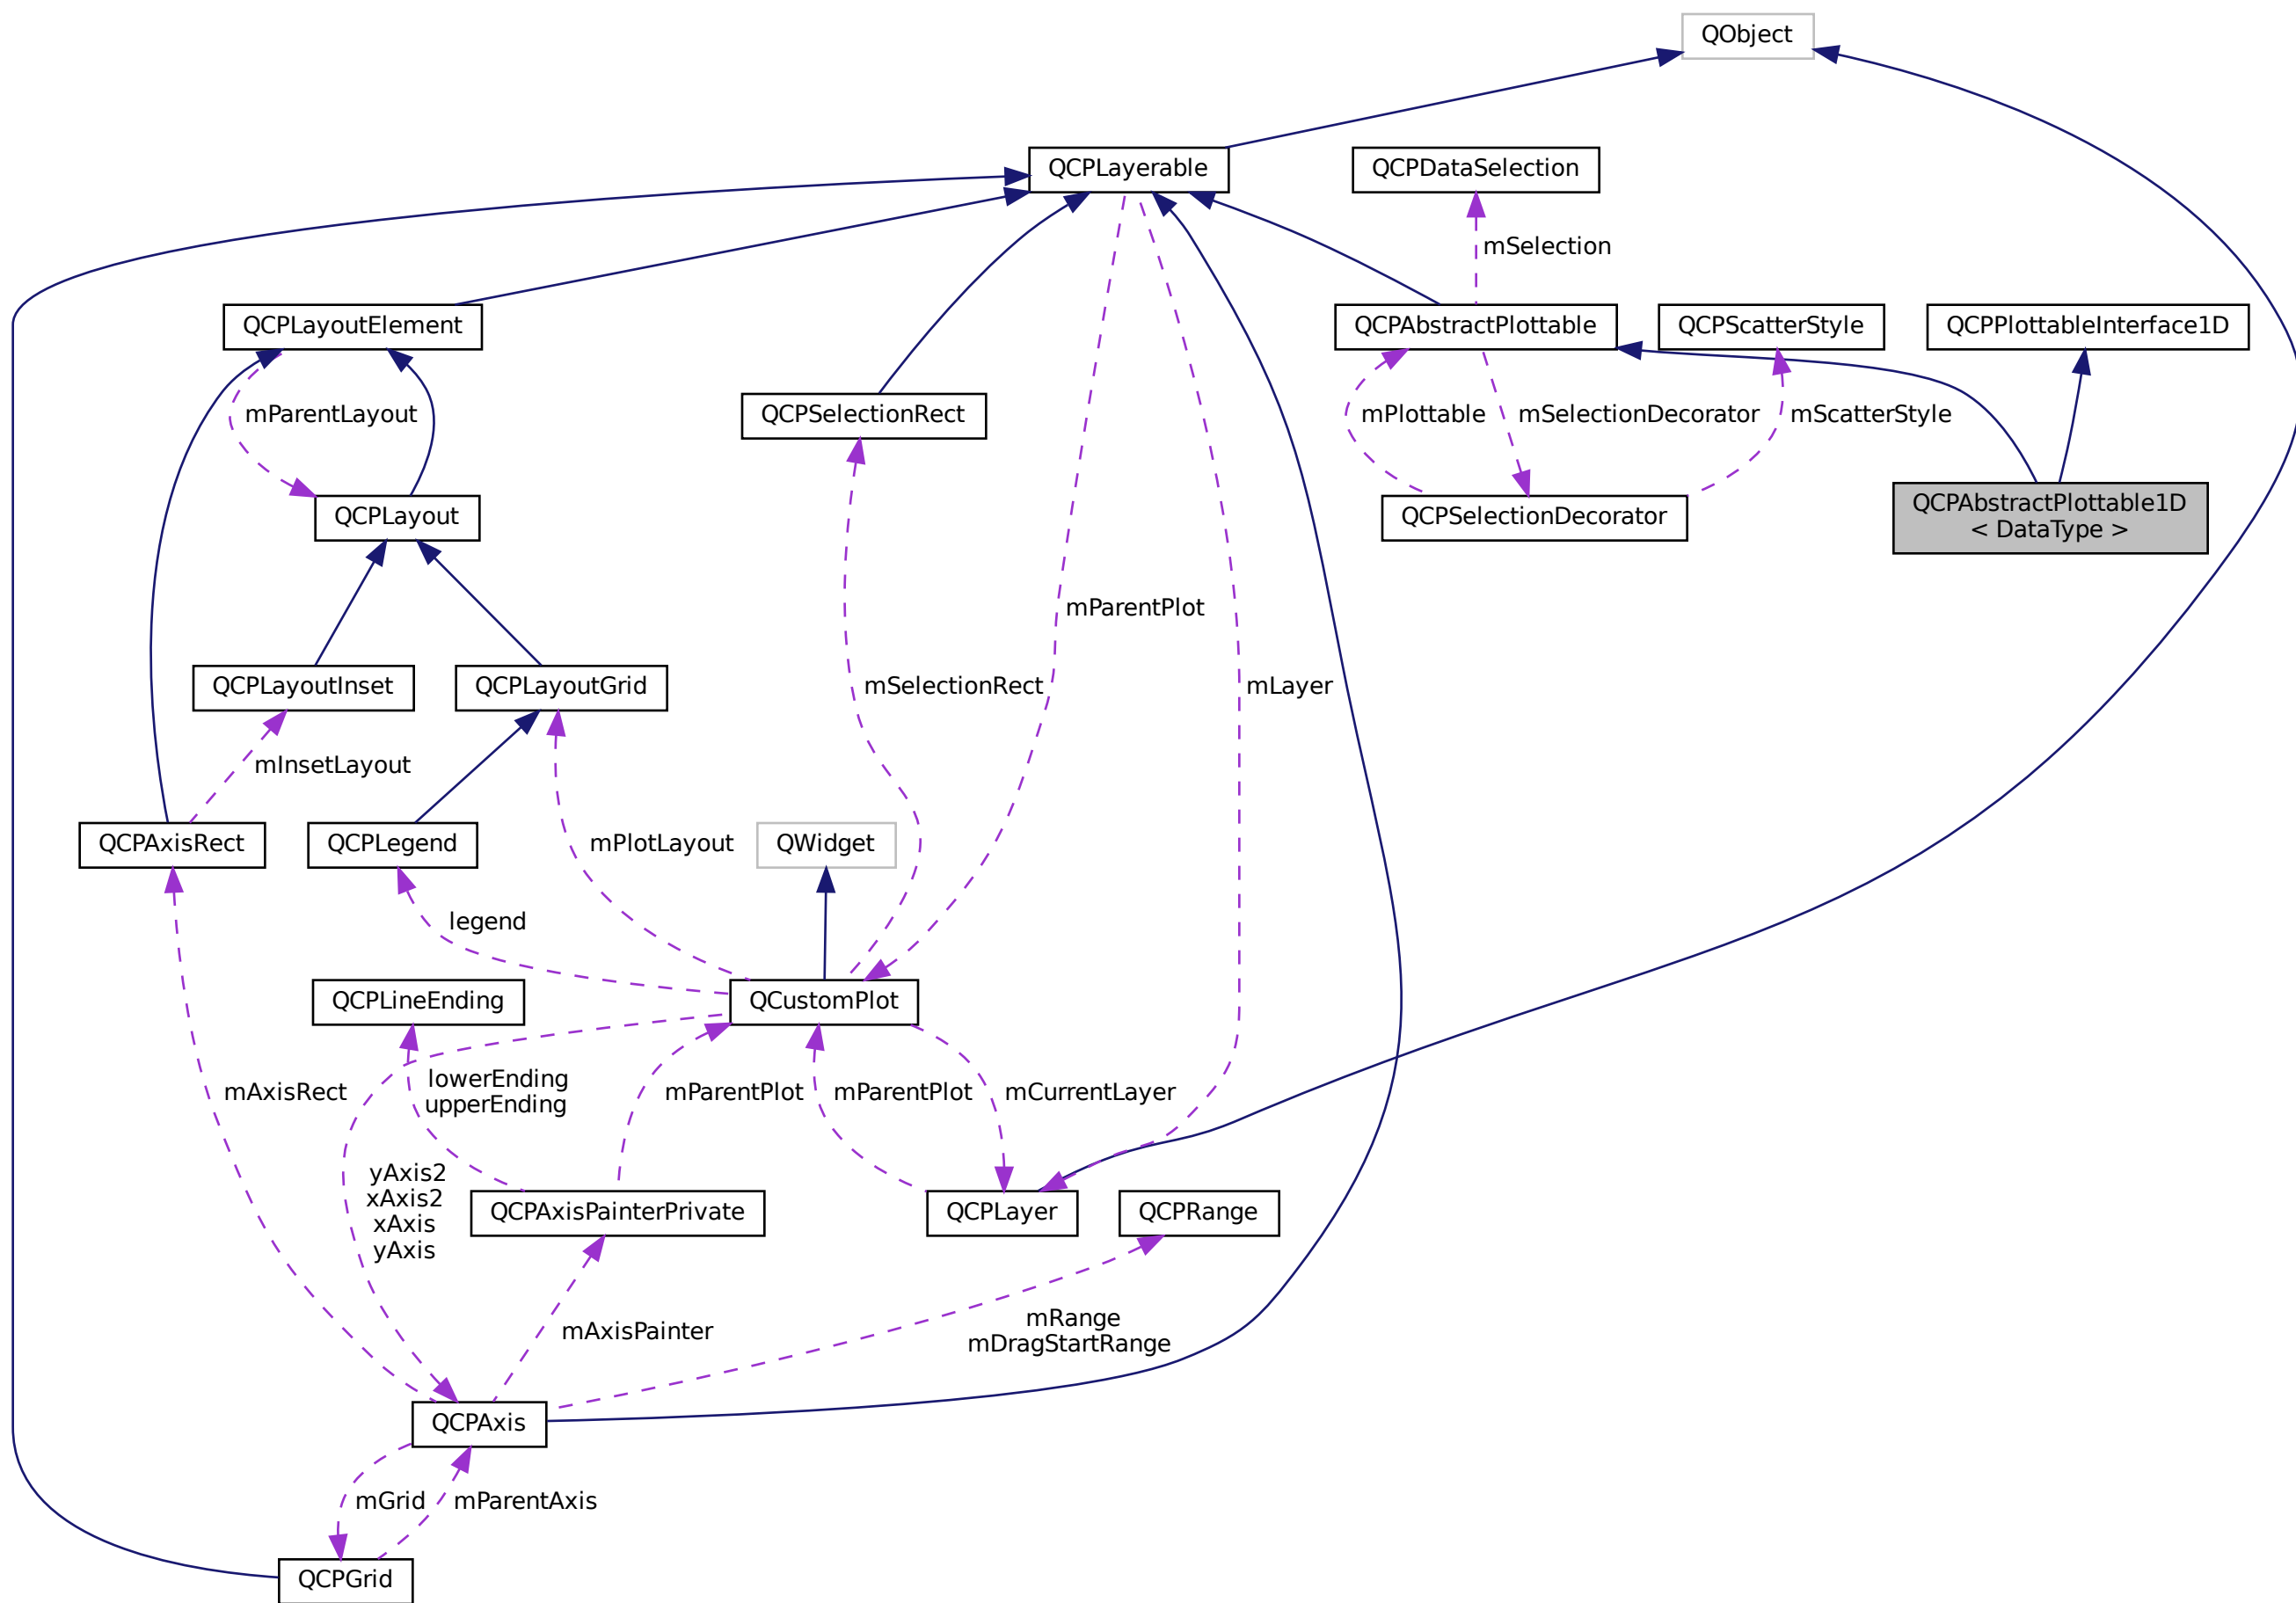 QObject
QCPLayerable
QCPDataSelection
mSelection
QCPLayoutElement
QCPAbstractPlottable
QCPScatterStyle
QCPPlottableInterface1D
mParentLayout
QCPSelectionRect
mPlottable
mSelectionDecorator
mScatterStyle
QCPLayout
QCPSelectionDecorator
QCPAbstractPlottable1D
< DataType >
mParentPlot
QCPLayoutInset
QCPLayoutGrid
mSelectionRect
mLayer
mInsetLayout
QCPAxisRect
QCPLegend
mPlotLayout
QWidget
legend
QCPLineEnding
QCustomPlot
mAxisRect
lowerEnding
upperEnding
mParentPlot
mParentPlot
mCurrentLayer
yAxis2
xAxis2
xAxis
yAxis
QCPAxisPainterPrivate
QCPLayer
QCPRange
mAxisPainter
mRange
mDragStartRange
QCPAxis
mGrid
mParentAxis
QCPGrid